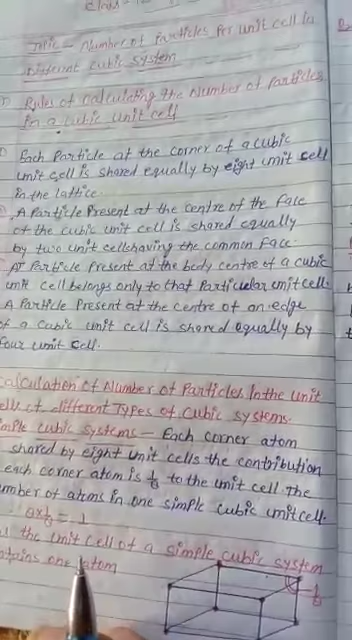 Class
Topic - Number of Particles Per unit cell in
Different cubic system
Rules of calculating the Number of Particles
in a cubic unit cell
Each Particle at the corner of a cubic
unit cell is shared equally by eight unit cell
in the lattice.
A Particle Present at the centre of the face
of the cubic unit cell is shared equally
by two unit cells having the common face.
A Particle present at the body centre of a cubic
unit cell belongs only to that Particular unit cell.
A Particle Present at the centre of an edge
of a cubic unit cell is shared equally by
four unit cell.
calculation of Number of Particles In the unit
cells of different Types of cubic systems.
mple cubic systems - Each corner atom
shared by eight unit cells the contribution
each corner atom is 1/8 to the unit cell. The
umber of atoms in one simple cubic unit cell.
8x1/8 = 1
the unit cell of a simple cubic system
ntains one atom
1/8